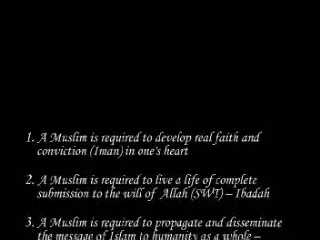 1. A Muslim is required to develop real faith and
conviction (Iman) in one's heart
2. A Muslim is required to live a life of complete
submission to the will of Allah (SWT) – Ibadah
3. A Muslim is required to propagate and disseminate
the message of Islam to humanity as a whole –